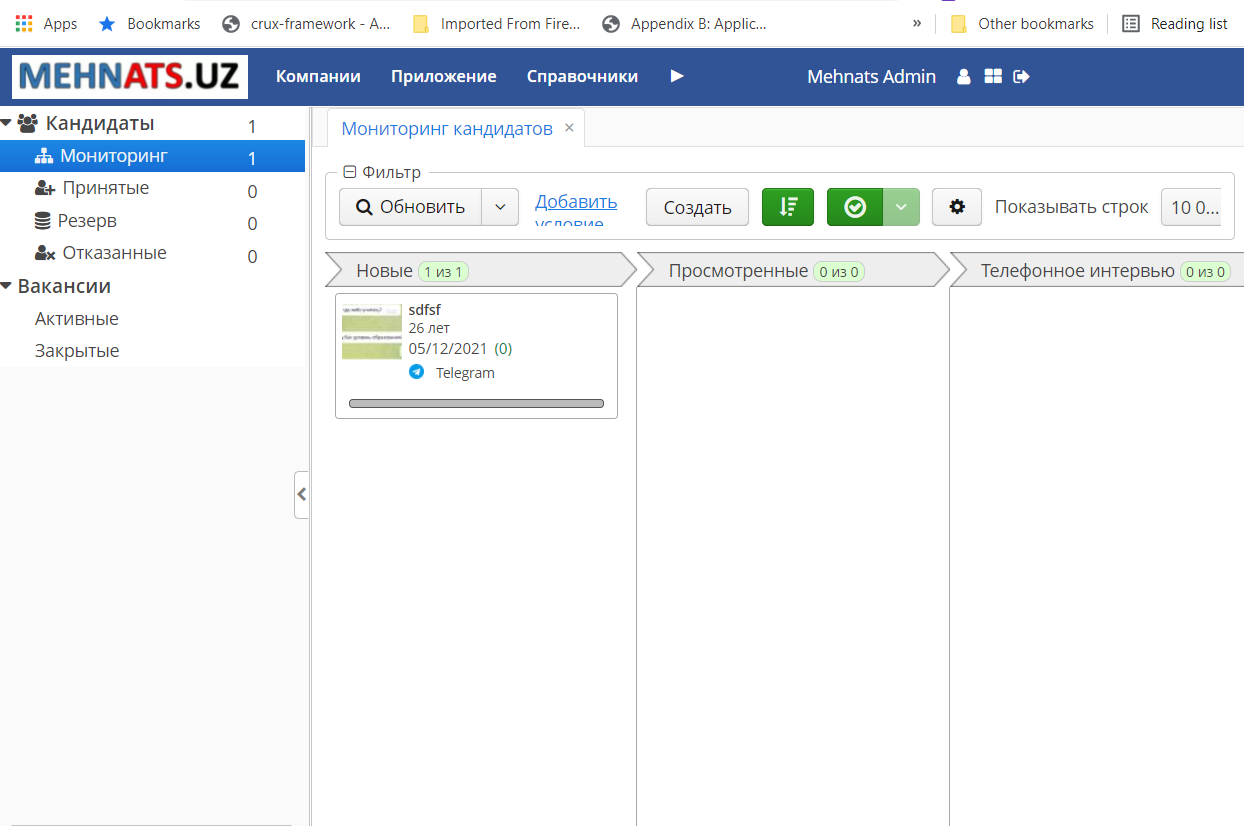 Apps Bookmarks crux-framework - A... Imported From Fire... Appendix B: Applic... » Other bookmarks Reading list
MEHNATS.UZ Компании Приложение Справочники Mehnats Admin
Кандидаты 1
Мониторинг 1
Принятые 0
Резерв 0
Отказанные 0
Вакансии
Активные
Закрытые
Мониторинг кандидатов ×
Фильтр
Обновить Добавить условие Создать Показывать строк 10 0...
Новые 1 из 1 Просмотренные 0 из 0 Телефонное интервью 0 из 0
sdfsf
26 лет
05/12/2021 (0)
Telegram